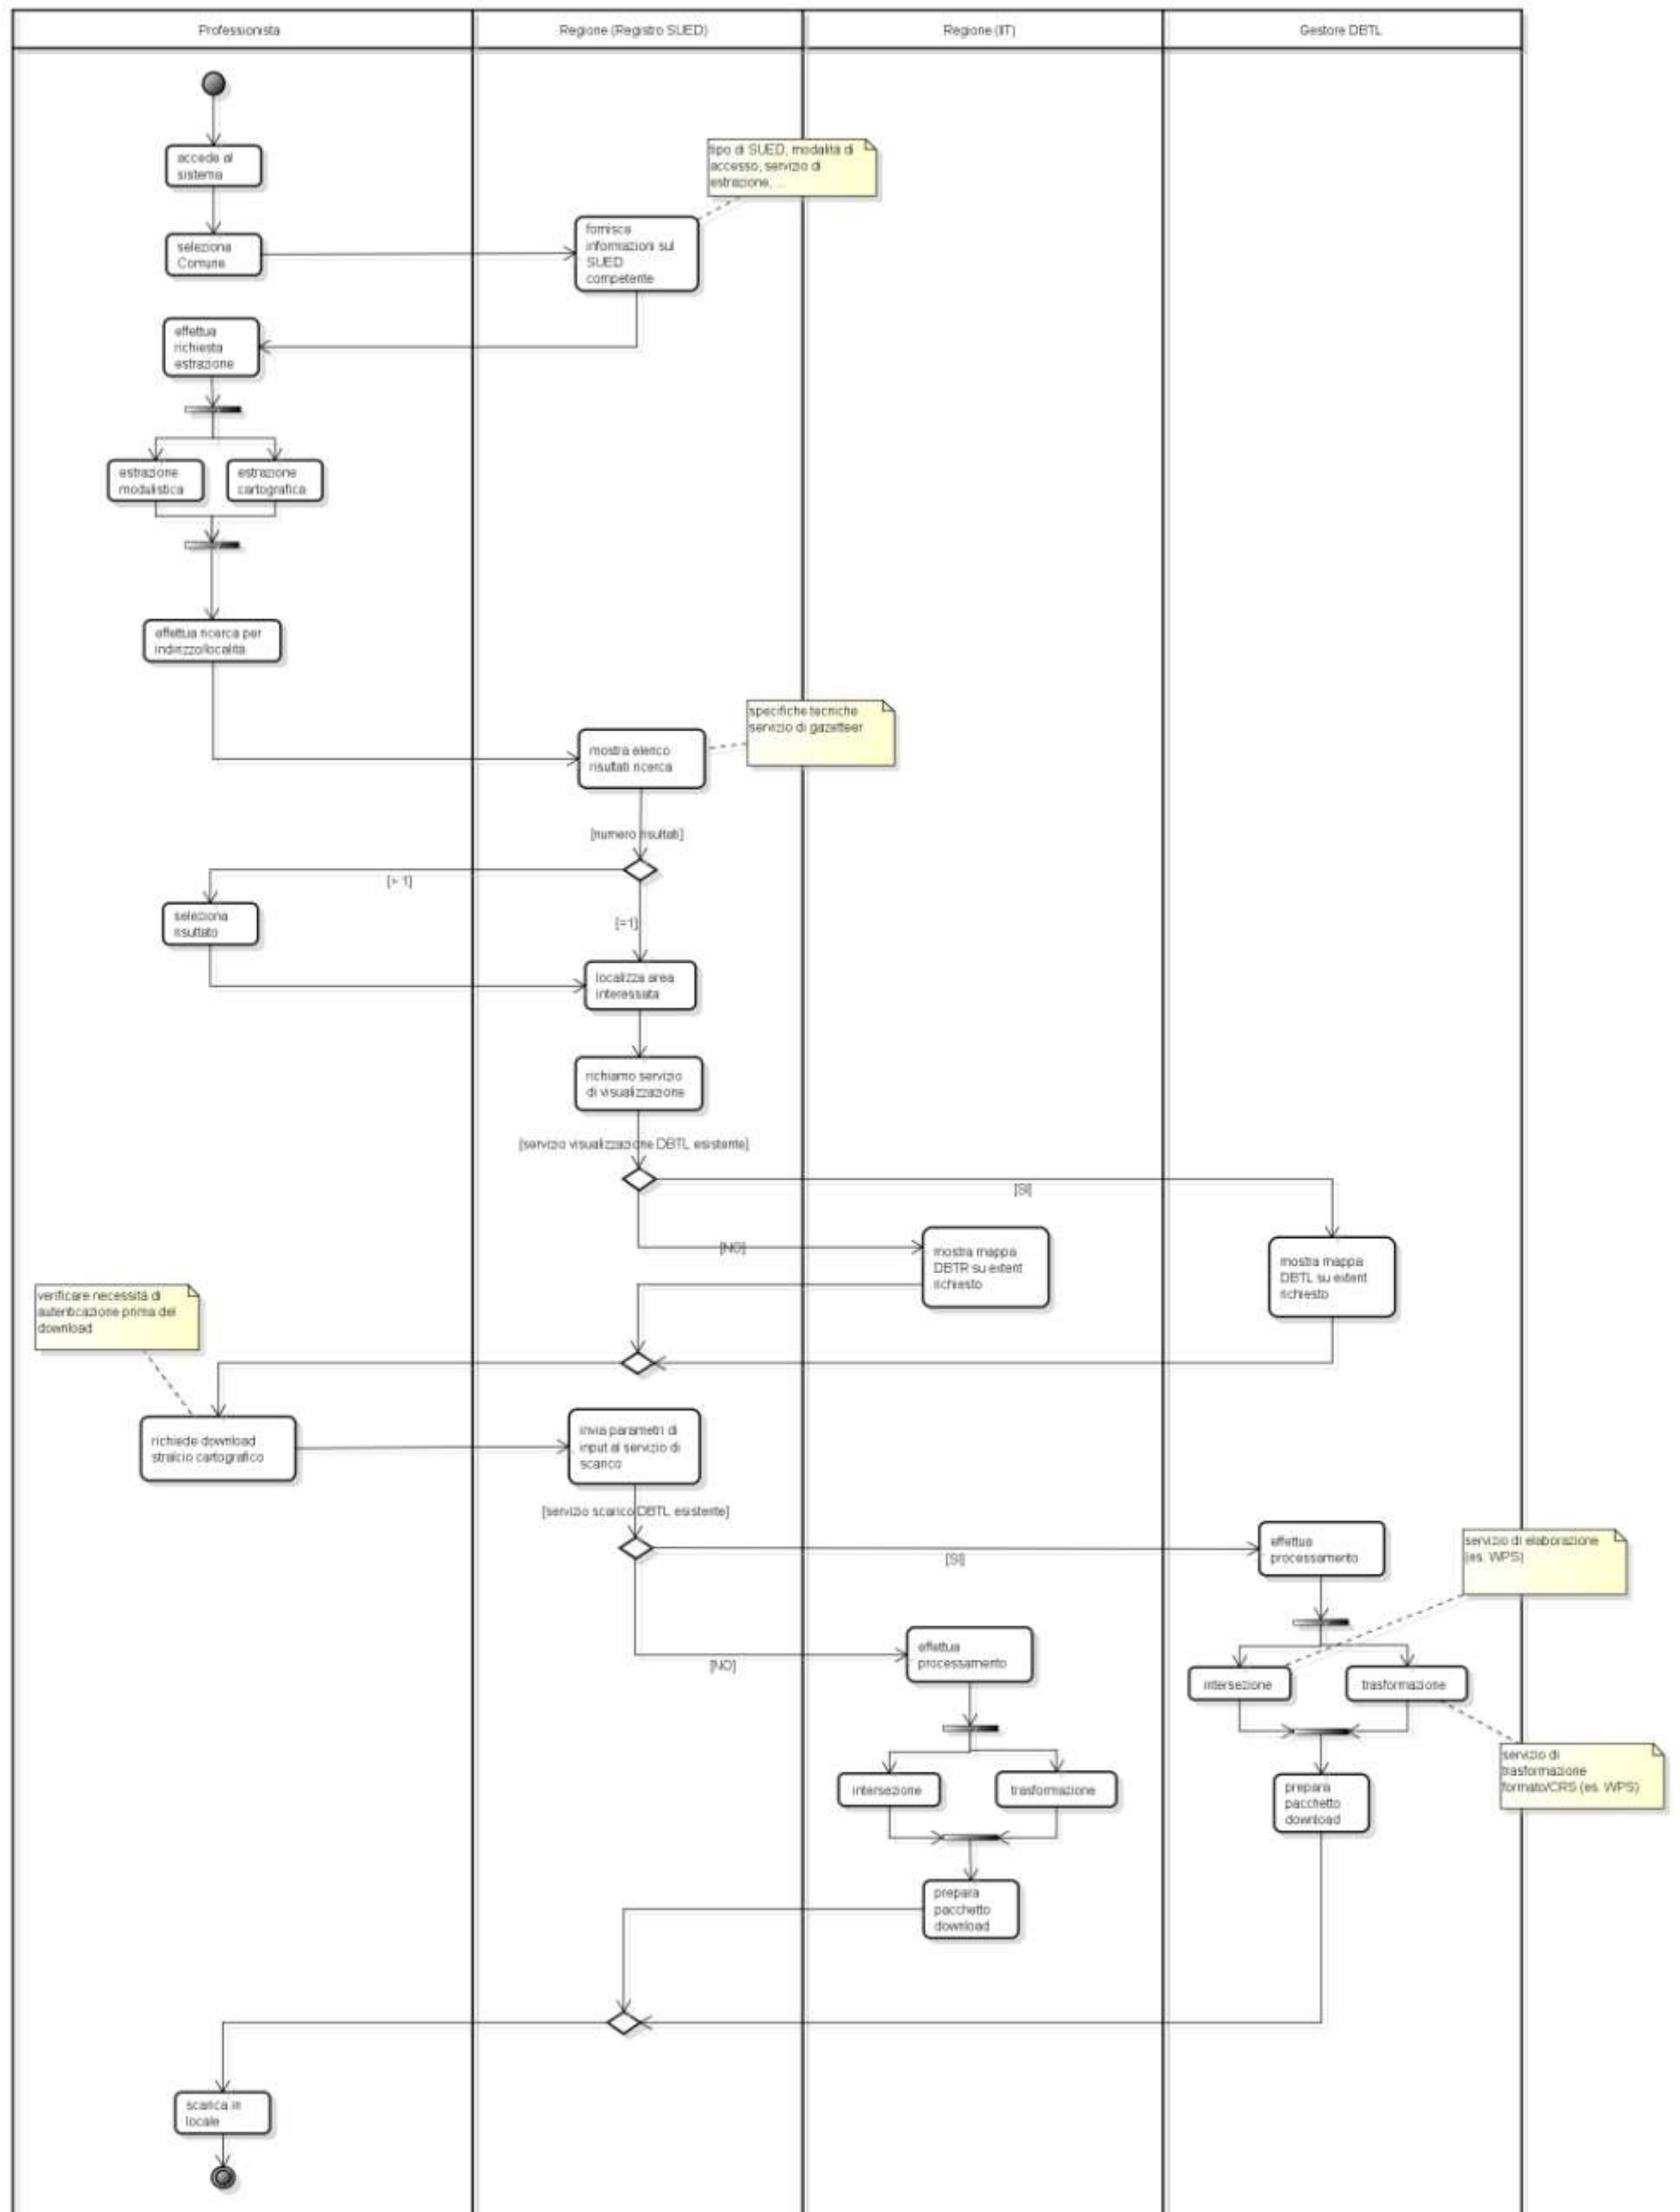 Professionista
Regione (Registro SUED)
Regione (IIT)
Gestore DBTL
accede al
sistema
tipo di SUED, modalità di
accesso, servizio di
estrazione, ...
seleziona
Comune
fornisce
informazioni sul
SUED
competente
effettua
richiesta
estrazione
estrazione
modulistica
estrazione
cartografica
effettua ricerca per
indirizzo/località
specifiche tecniche
servizio di gazetteer
mostra elenco
risultati ricerca
[numero risultati]
[> 1]
[=1]
seleziona
risultato
localizza area
interessata
richiamo servizio
di visualizzazione
[servizio visualizzazione DBTL esistente]
[SI]
[NO]
mostra mappa
DBTR su extent
richiesto
mostra mappa
DBTL su extent
richiesto
verificare necessità di
autenticazione prima del
download
richiede download
stralcio cartografico
invia parametri di
input al servizio di
scarico
[servizio scarico DBTL esistente]
[SI]
effettua
processamento
servizio di elaborazione
(es. WPS)
[NO]
effettua
processamento
intersezione
trasformazione
servizio di
trasformazione
formato/CRS (es. WPS)
intersezione
trasformazione
prepara
pacchetto
download
prepara
pacchetto
download
scarica in
locale